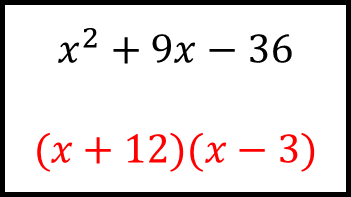 x² + 9x − 36
(x + 12)(x − 3)